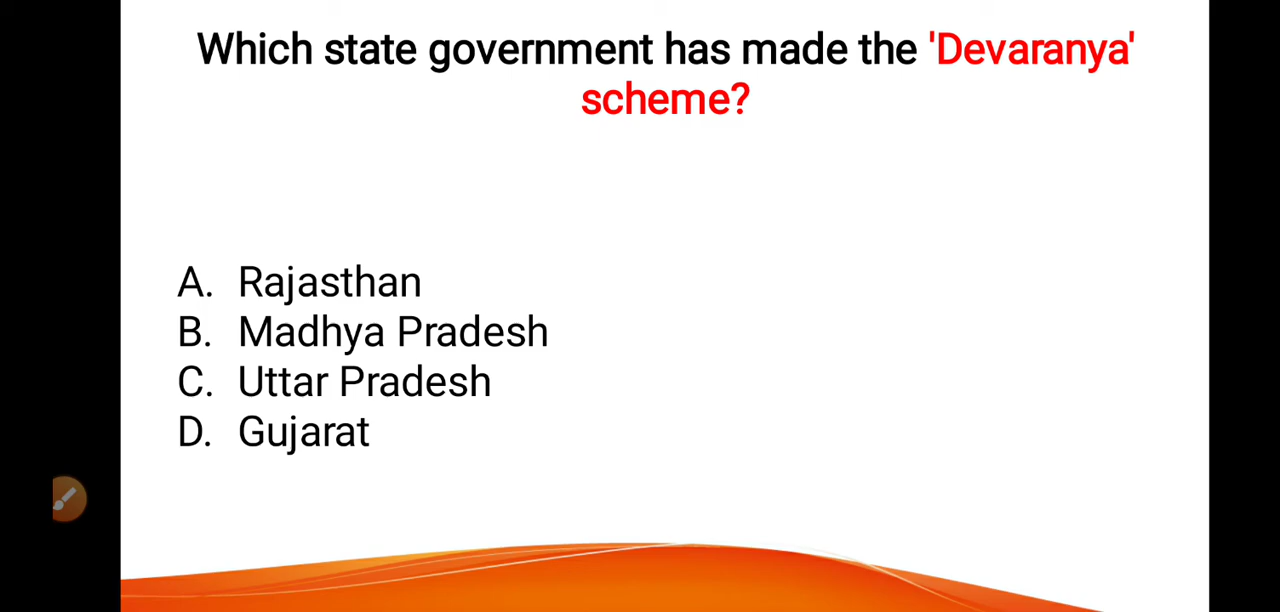 Which state government has made the 'Devaranya'
scheme?
A. Rajasthan
B. Madhya Pradesh
C. Uttar Pradesh
D. Gujarat